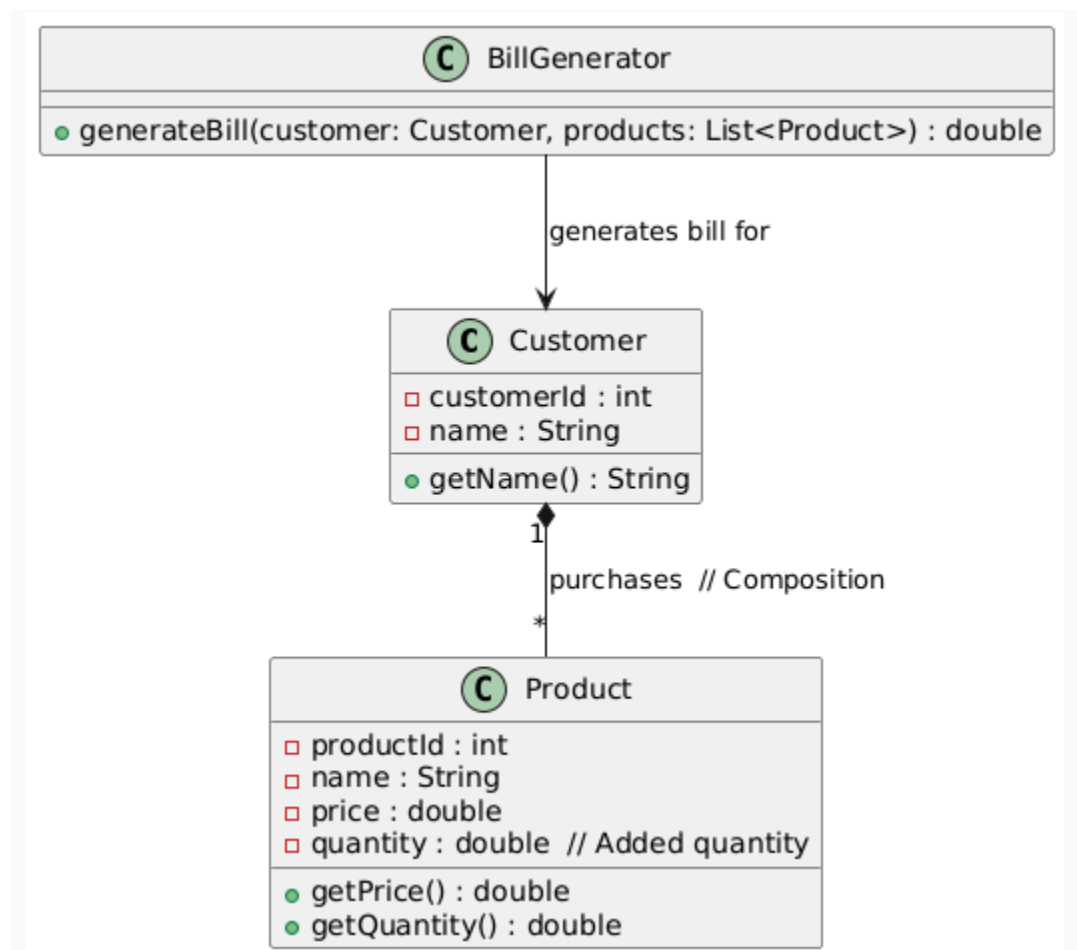 C BillGenerator
generateBill(customer: Customer, products: List<Product>) : double
generates bill for
C Customer
customerId : int
name : String
getName() : String
1
purchases // Composition
*
C Product
productId : int
name : String
price : double
quantity : double // Added quantity
getPrice() : double
getQuantity() : double